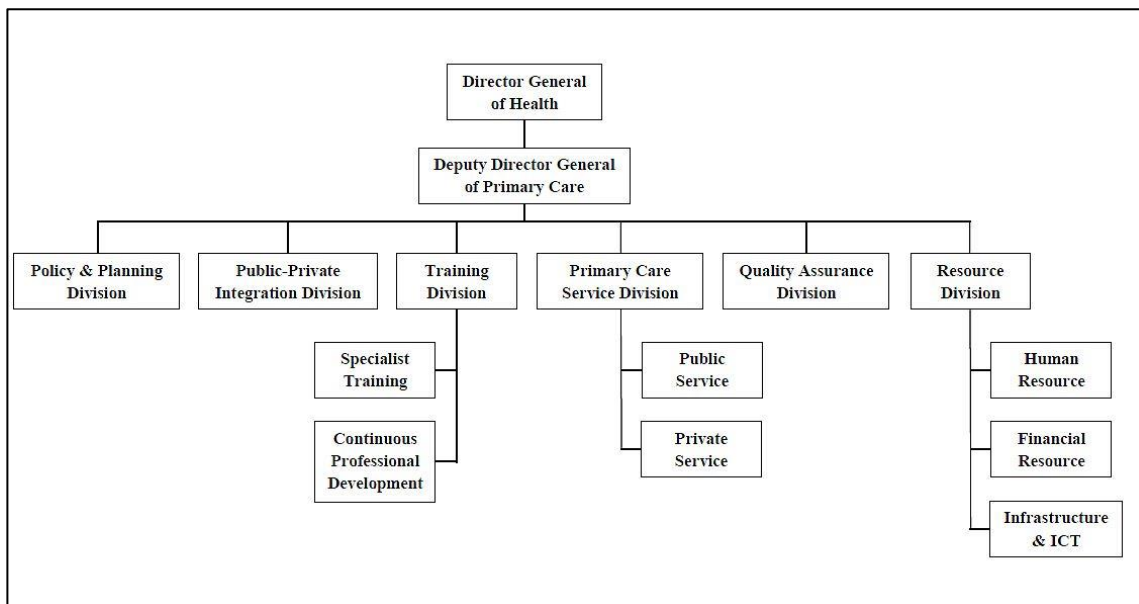 Director General
of Health
Deputy Director General
of Primary Care
Policy & Planning
Division
Public-Private
Integration Division
Training
Division
Primary Care
Service Division
Quality Assurance
Division
Resource
Division
Specialist
Training
Continuous
Professional
Development
Public
Service
Private
Service
Human
Resource
Financial
Resource
Infrastructure
& ICT